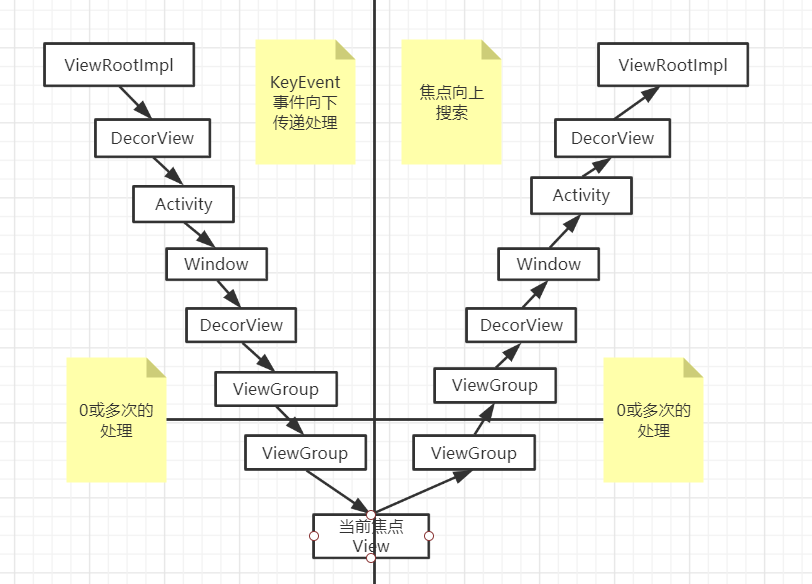 ViewRootImpl
KeyEvent
事件向下
传递处理
DecorView
Activity
Window
DecorView
ViewGroup
0或多次的
处理
ViewGroup
当前焦点
View
焦点向上
搜索
ViewRootImpl
DecorView
Activity
Window
DecorView
ViewGroup
0或多次的
处理
ViewGroup